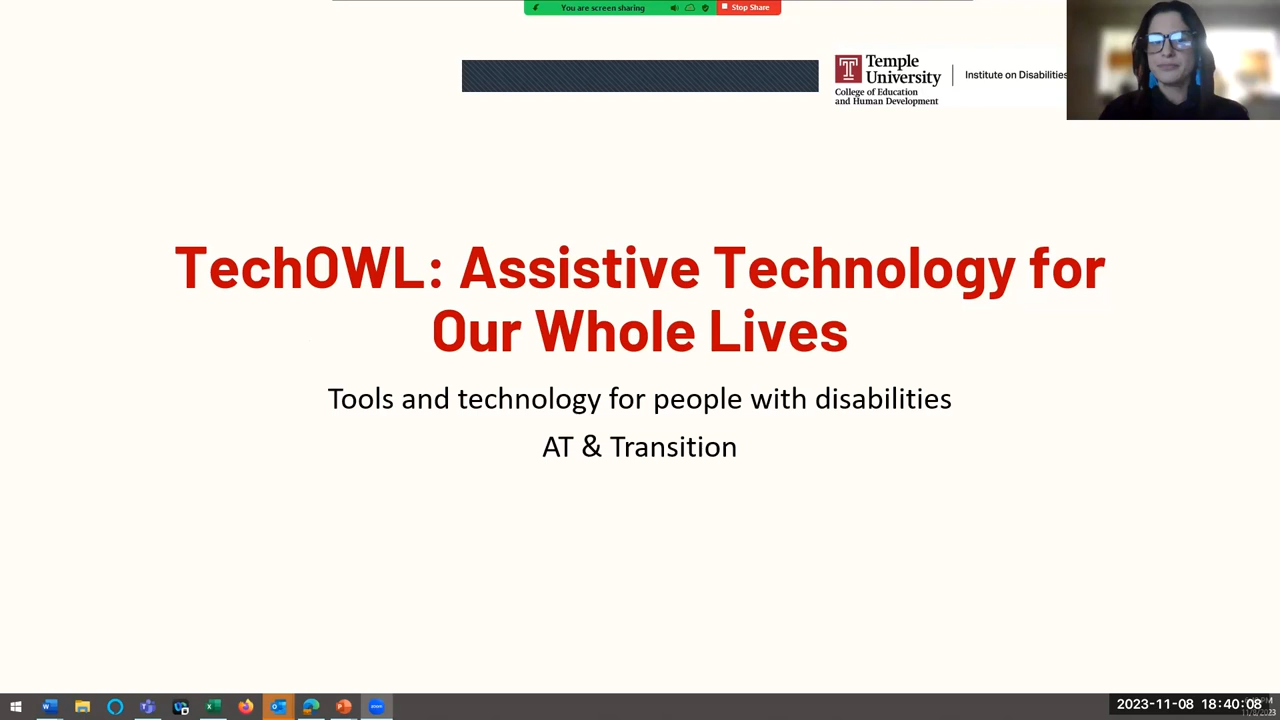 You are screen sharing
Stop Share
Temple
University
College of Education
and Human Development
Institute on Disabilities
TechOWL: Assistive Technology for
Our Whole Lives
Tools and technology for people with disabilities
AT & Transition
2023-11-08 18:40:08